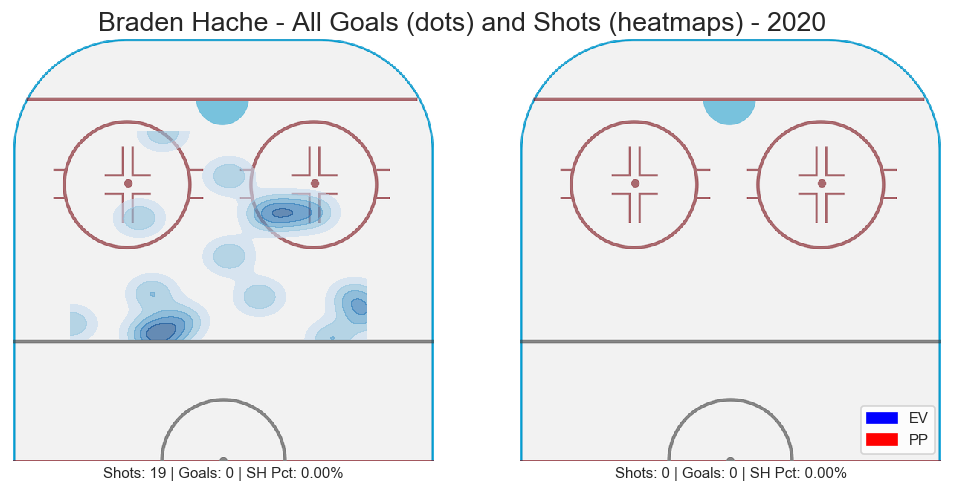 Braden Hache - All Goals (dots) and Shots (heatmaps) - 2020
EV
PP
Shots: 19 | Goals: 0 | SH Pct: 0.00%
Shots: 0 | Goals: 0 | SH Pct: 0.00%